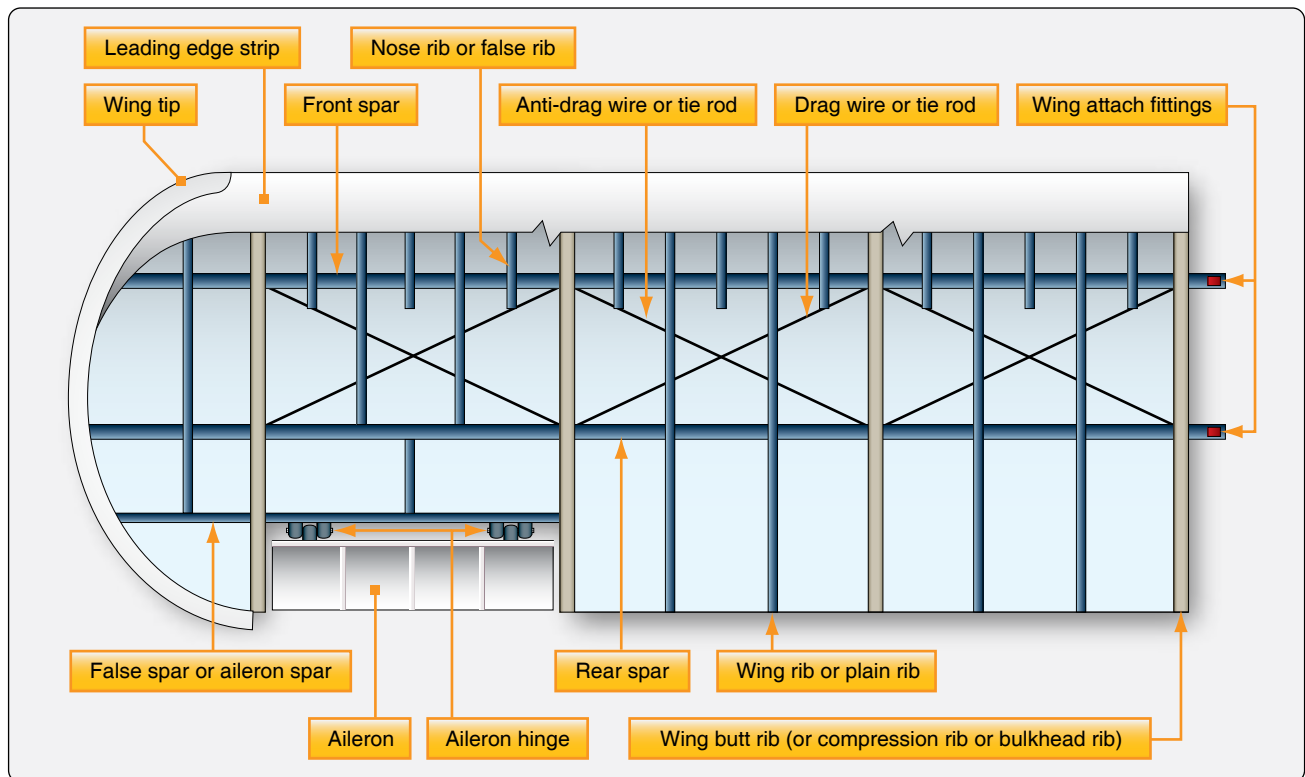 Leading edge strip
Nose rib or false rib
Wing tip
Front spar
Anti-drag wire or tie rod
Drag wire or tie rod
Wing attach fittings
False spar or aileron spar
Rear spar
Wing rib or plain rib
Aileron
Aileron hinge
Wing butt rib (or compression rib or bulkhead rib)